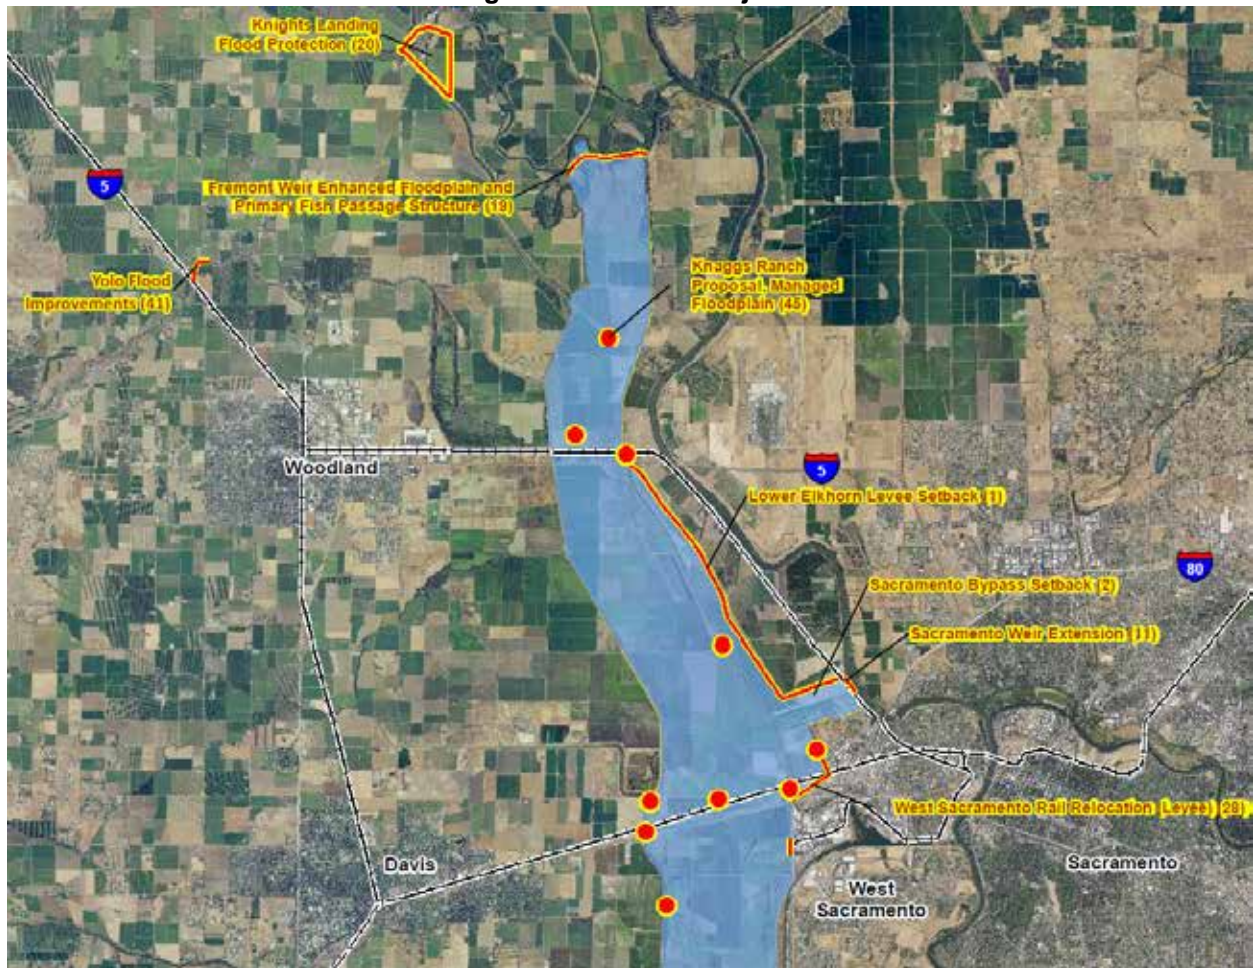 Knights Landing
Flood Protection (20)
5
Fremont Weir Enhanced Floodplain and
Primary Fish Passage Structure (19)
Yolo Flood
Improvements (41)
Knaggs Ranch
Proposal, Managed
Floodplain (45)
Woodland
5
Lower Elkhorn Levee Setback (1)
80
Sacramento Bypass Setback (2)
Sacramento Weir Extension (11)
West Sacramento Rail Relocation (Levee) (28)
Davis
Sacramento
West
Sacramento